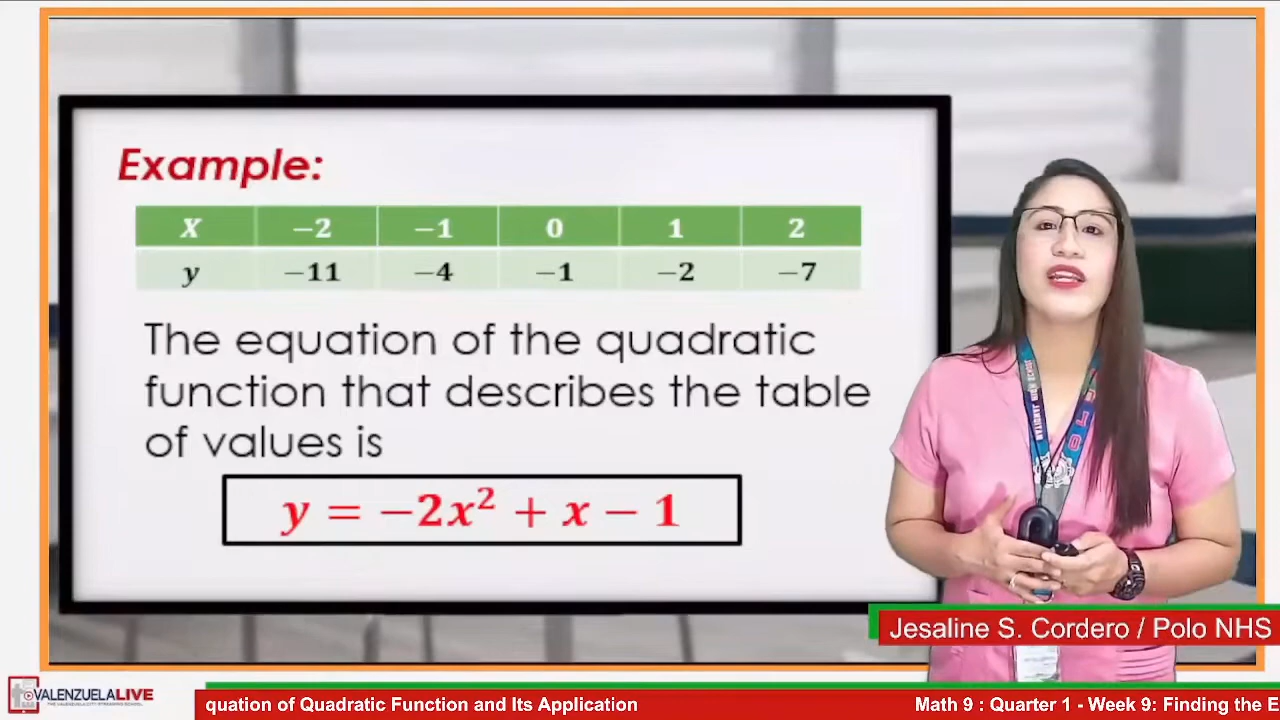 Example:
X −2 −1 0 1 2
y −11 −4 −1 −2 −7
The equation of the quadratic
function that describes the table
of values is
y = −2x² + x − 1
Jesaline S. Cordero / Polo NHS
VALENZUELALIVE
quation of Quadratic Function and Its Application
Math 9 : Quarter 1 - Week 9: Finding the E